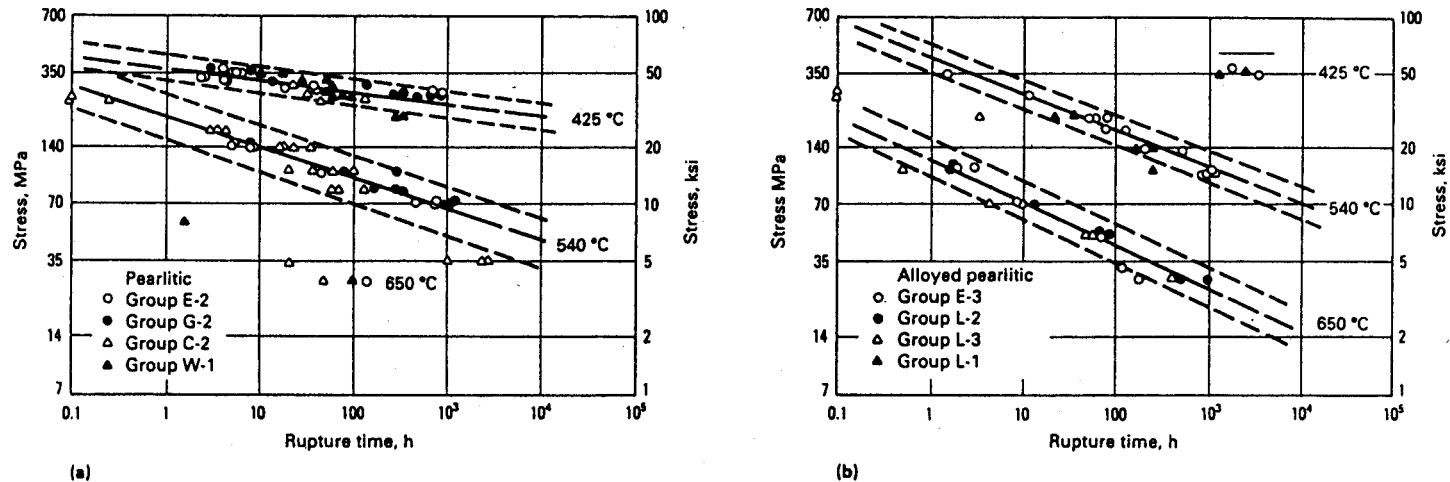 700
350
140
70
35
14
7
Stress, MPa
100
50
20
10
5
2
1
Stress, ksi
425 °C
540 °C
650 °C
Pearlitic
Group E-2
Group G-2
Group C-2
Group W-1
0.1
1
10
100
10³
10⁴
10⁵
Rupture time, h
(a)
700
350
140
70
35
14
7
Stress MPa
100
50
20
10
5
2
1
Stress, ksi
425 °C
540 °C
650 °C
Alloyed pearlitic
Group E-3
Group L-2
Group L-3
Group L-1
0.1
1
10
100
10³
10⁴
10⁵
Rupture time, h
(b)